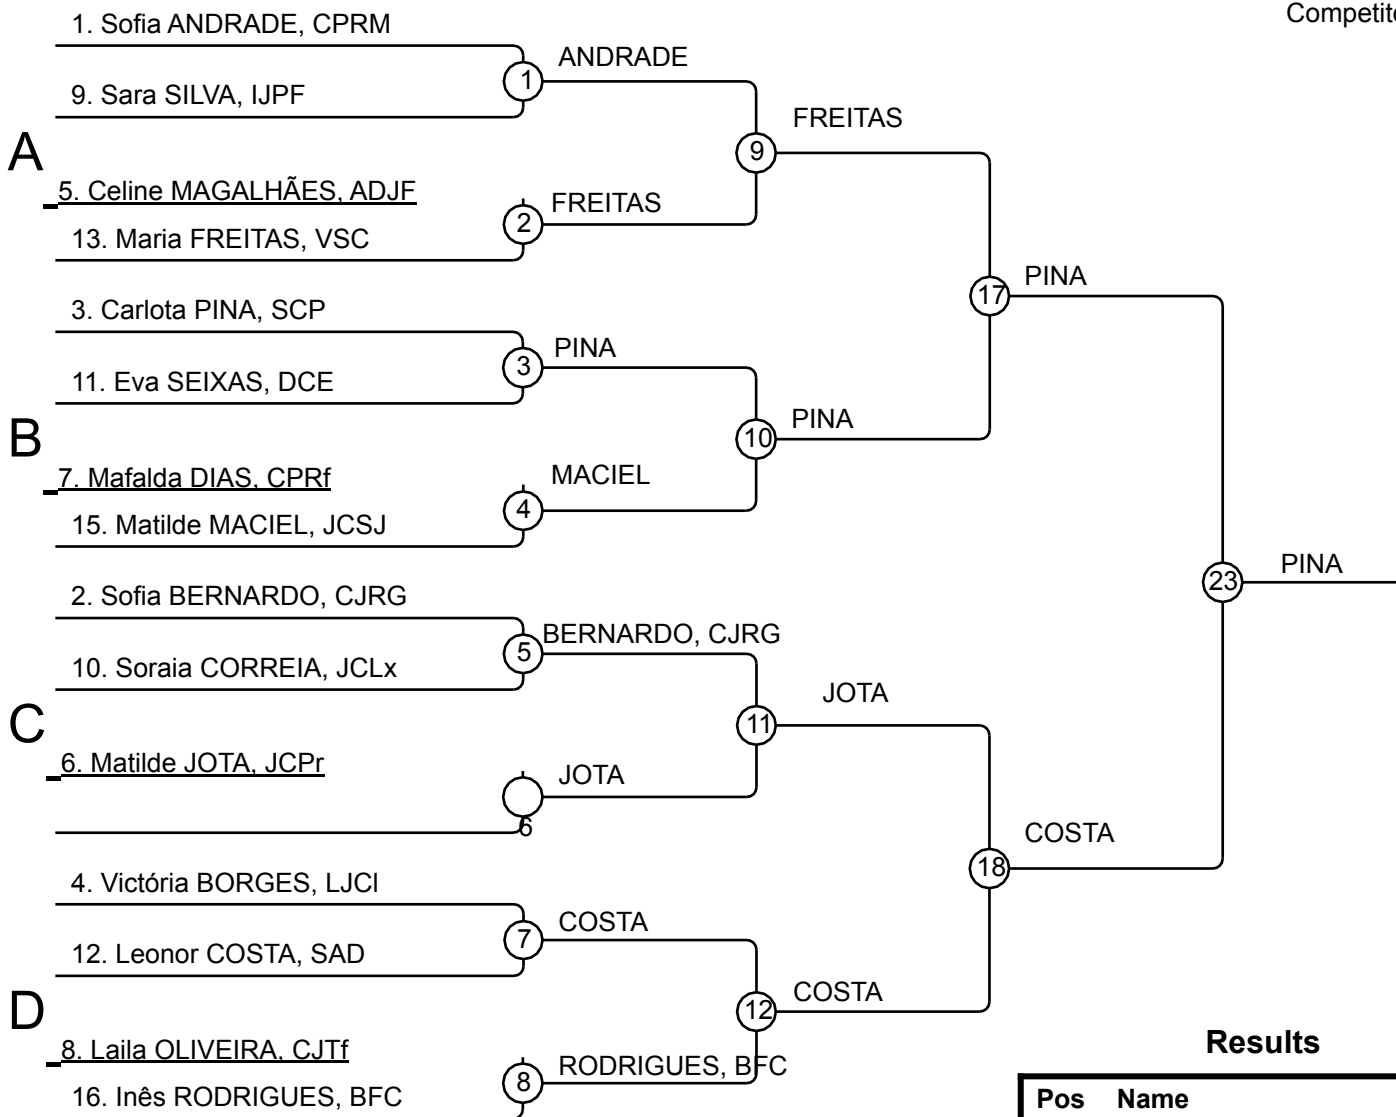 Competit
1. Sofia ANDRADE, CPRM
ANDRADE
1
9. Sara SILVA, IJPF
FREITAS
A
9
5. Celine MAGALHÃES, ADJF
FREITAS
2
13. Maria FREITAS, VSC
PINA
17
3. Carlota PINA, SCP
PINA
3
11. Eva SEIXAS, DCE
PINA
B
10
7. Mafalda DIAS, CPRf
MACIEL
4
15. Matilde MACIEL, JCSJ
PINA
23
2. Sofia BERNARDO, CJRG
BERNARDO, CJRG
5
10. Soraia CORREIA, JCLx
JOTA
C
11
6. Matilde JOTA, JCPr
JOTA
6
COSTA
18
4. Victória BORGES, LJCl
COSTA
7
12. Leonor COSTA, SAD
COSTA
D
12
8. Laila OLIVEIRA, CJTf
RODRIGUES, BFC
8
16. Inês RODRIGUES, BFC
Results
Pos Name